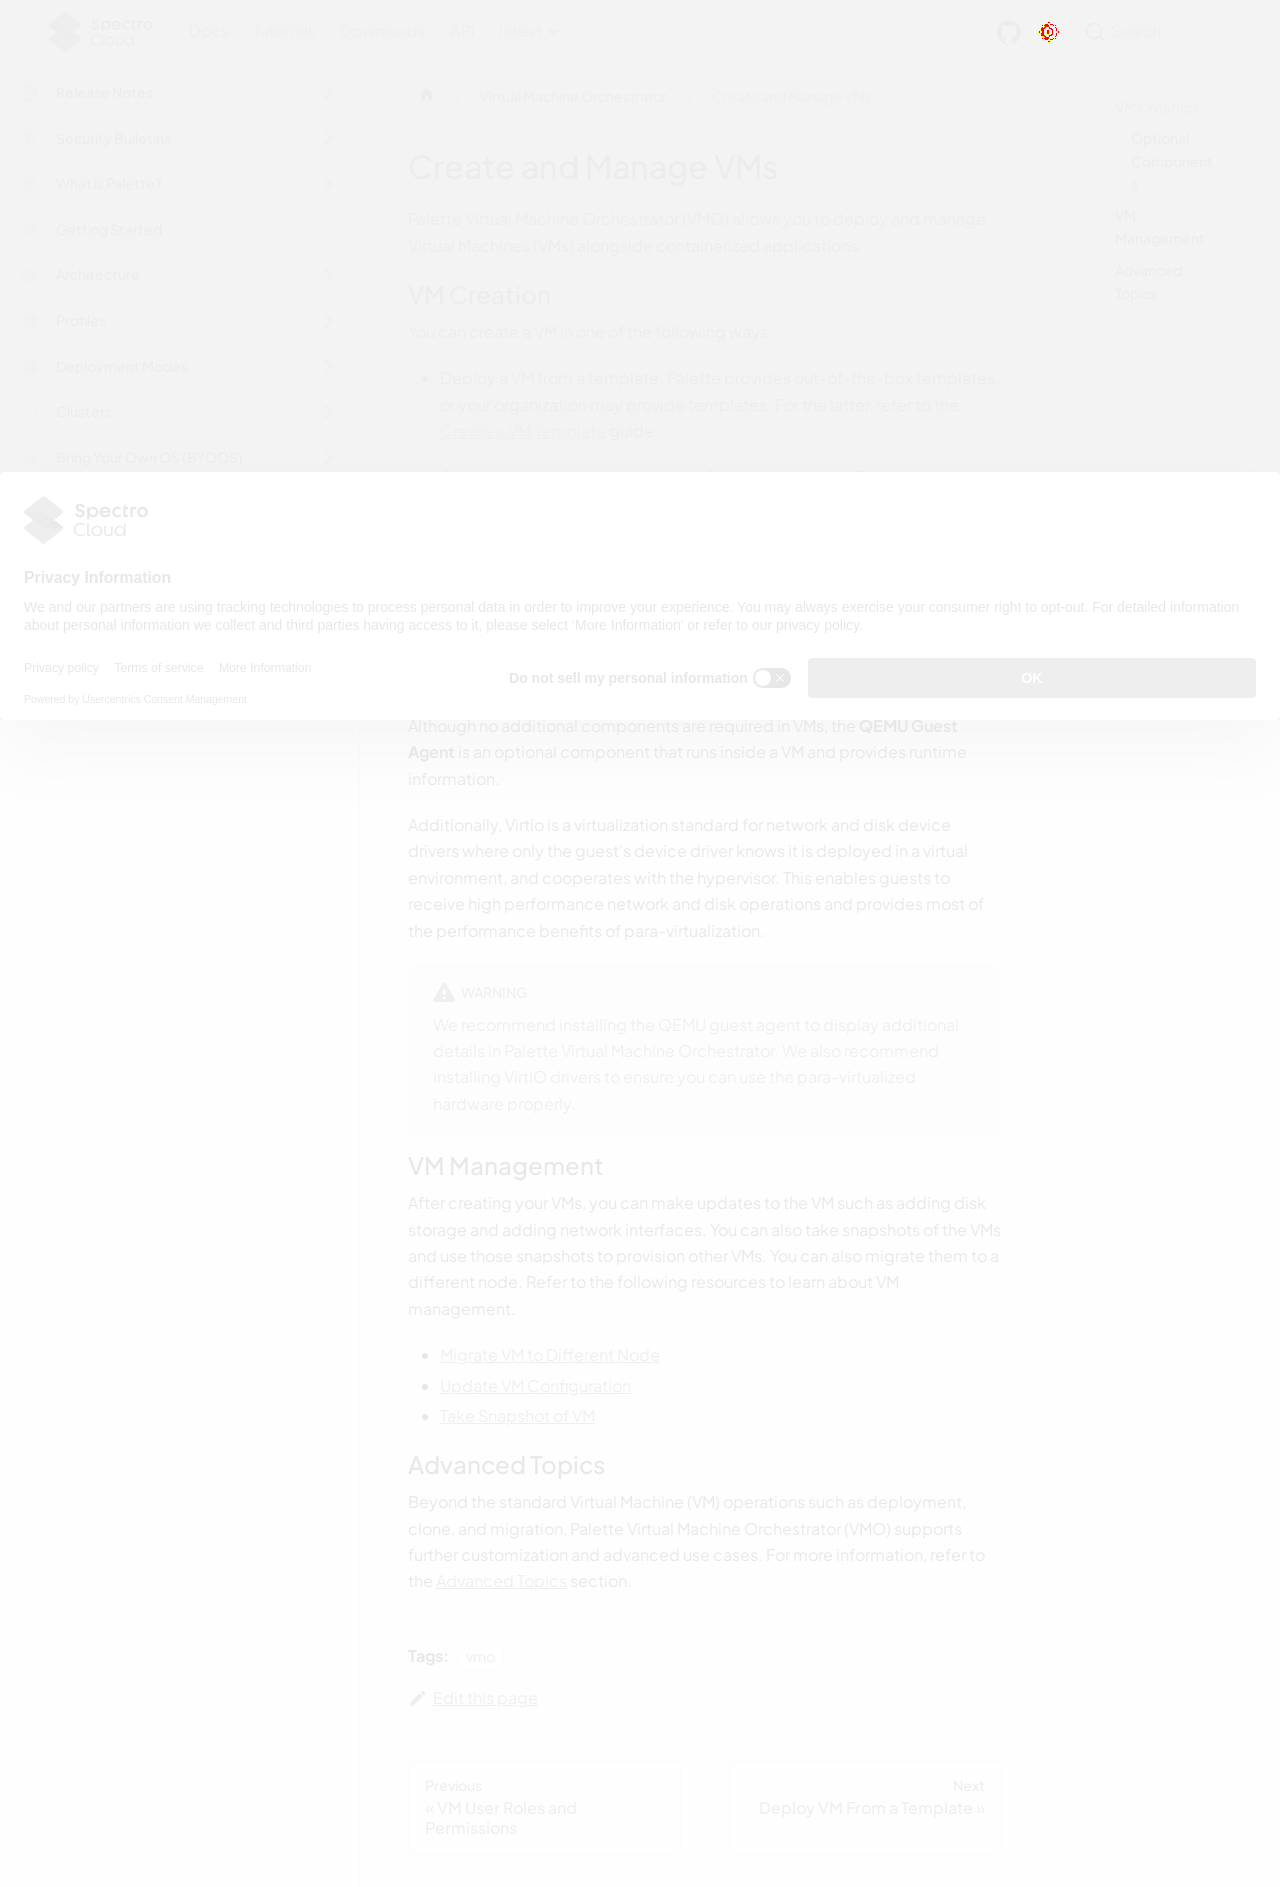 Spectro Cloud
Docs Tutorials Downloads API latest
Search
Release Notes
Security Bulletins
What is Palette?
Getting Started
Architecture
Profiles
Deployment Modes
Clusters
Bring Your Own OS (BYOOS)
Virtual Machine Orchestrator
Create and Manage VMs
Create and Manage VMs
Palette Virtual Machine Orchestrator (VMO) allows you to deploy and manage
Virtual Machines (VMs) alongside containerized applications.
VM Creation
You can create a VM in one of the following ways:
Deploy a VM from a template. Palette provides out-of-the-box templates,
or your organization may provide templates. For the latter, refer to the
Create a VM Template guide.
VM Creation
Optional
Component
s
VM
Management
Advanced
Topics
Spectro
Cloud
Privacy Information
We and our partners are using tracking technologies to process personal data in order to improve your experience. You may always exercise your consumer right to opt-out. For detailed information
about personal information we collect and third parties having access to it, please select 'More Information' or refer to our privacy policy.
Privacy policy Terms of service More Information
Powered by Usercentrics Consent Management
Do not sell my personal information
OK
Although no additional components are required in VMs, the QEMU Guest
Agent is an optional component that runs inside a VM and provides runtime
information.
Additionally, Virtio is a virtualization standard for network and disk device
drivers where only the guest's device driver knows it is deployed in a virtual
environment, and cooperates with the hypervisor. This enables guests to
receive high performance network and disk operations and provides most of
the performance benefits of para-virtualization.
WARNING
We recommend installing the QEMU guest agent to display additional
details in Palette Virtual Machine Orchestrator. We also recommend
installing VirtIO drivers to ensure you can use the para-virtualized
hardware properly.
VM Management
After creating your VMs, you can make updates to the VM such as adding disk
storage and adding network interfaces. You can also take snapshots of the VMs
and use those snapshots to provision other VMs. You can also migrate them to a
different node. Refer to the following resources to learn about VM
management.
Migrate VM to Different Node
Update VM Configuration
Take Snapshot of VM
Advanced Topics
Beyond the standard Virtual Machine (VM) operations such as deployment,
clone, and migration, Palette Virtual Machine Orchestrator (VMO) supports
further customization and advanced use cases. For more information, refer to
the Advanced Topics section.
Tags: vmo
Edit this page
Previous
« VM User Roles and
Permissions
Next
Deploy VM From a Template »